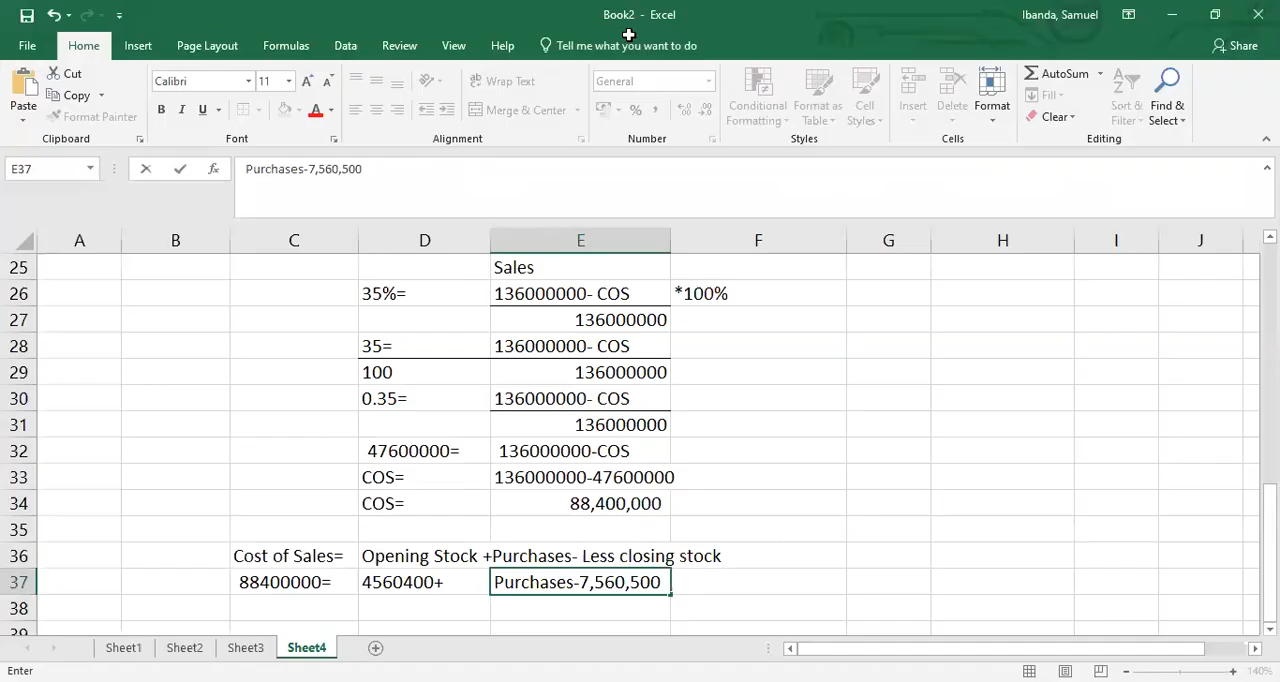 Book2 - Excel
Ibanda, Samuel
File Home Insert Page Layout Formulas Data Review View Help Tell me what you want to do Share
Paste
Cut
Copy
Format Painter
Clipboard
Calibri 11
B I U
Font
Wrap Text
Merge & Center
Alignment
General
Number
Conditional Formatting
Format as Table
Cell Styles
Styles
Insert Delete Format
Cells
AutoSum
Fill
Clear
Sort & Filter
Find & Select
Editing
E37 fx Purchases-7,560,500
A B C D E F G H I J
25 Sales
26 35%= 136000000- COS *100%
27 136000000
28 35= 136000000- COS
29 100 136000000
30 0.35= 136000000- COS
31 136000000
32 47600000= 136000000-COS
33 COS= 136000000-47600000
34 COS= 88,400,000
35
36 Cost of Sales= Opening Stock +Purchases- Less closing stock
37 88400000= 4560400+ Purchases-7,560,500
38
39
Sheet1 Sheet2 Sheet3 Sheet4
Enter
140%